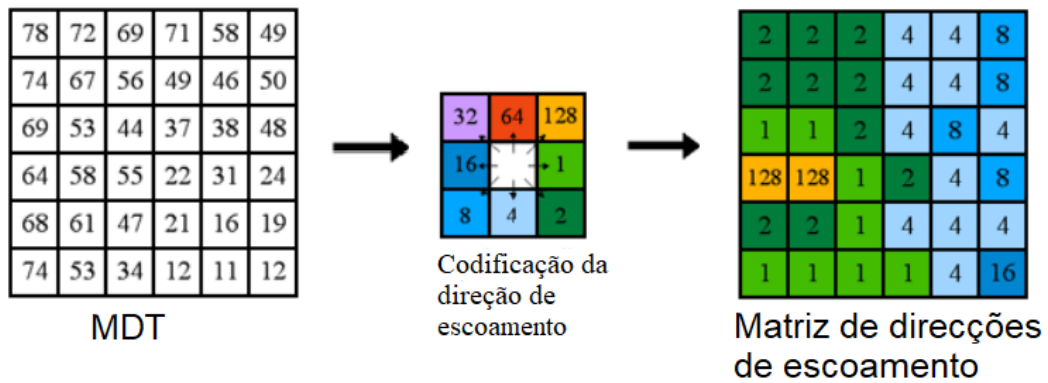 78 72 69 71 58 49
74 67 56 49 46 50
69 53 44 37 38 48
64 58 55 22 31 24
68 61 47 21 16 19
74 53 34 12 11 12
MDT
32 64 128
16 1
8 4 2
Codificação da
direção de
escoamento
2 2 2 4 4 8
2 2 2 4 4 8
1 1 2 4 8 4
128 128 1 2 4 8
2 2 1 4 4 4
1 1 1 1 4 16
Matriz de direcções
de escoamento